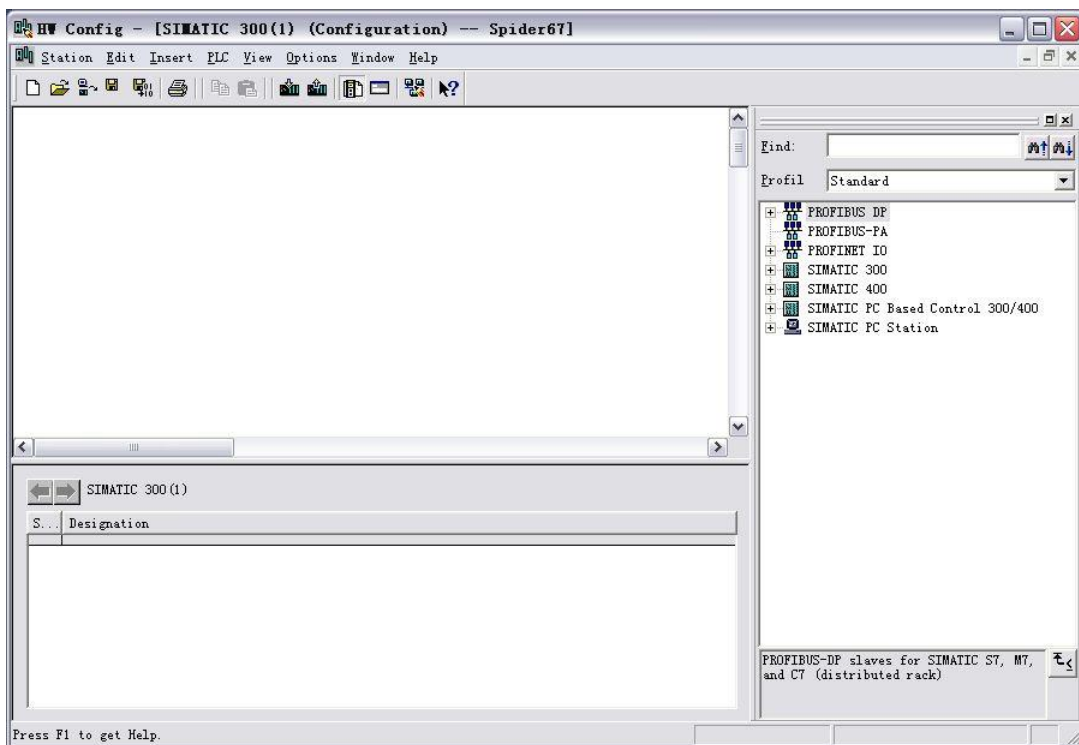 HW Config - [SIMATIC 300(1) (Configuration) -- Spider67]
Station Edit Insert PLC View Options Window Help
Find:
Profil Standard
PROFIBUS DP
PROFIBUS-PA
PROFINET IO
SIMATIC 300
SIMATIC 400
SIMATIC PC Based Control 300/400
SIMATIC PC Station
SIMATIC 300(1)
S... Designation
PROFIBUS-DP slaves for SIMATIC S7, M7,
and C7 (distributed rack)
Press F1 to get Help.